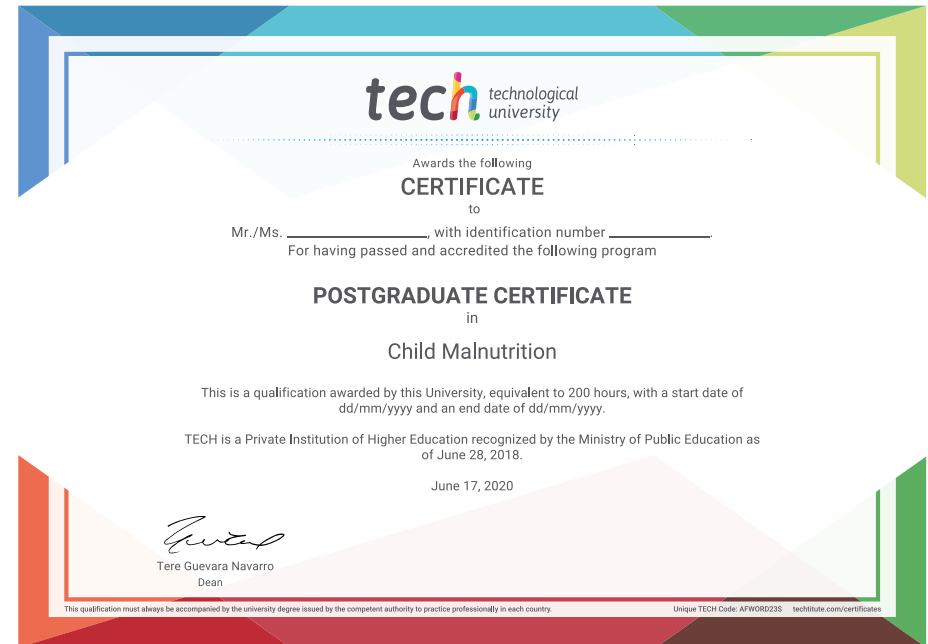 tech technological
university
Awards the following
CERTIFICATE
to
Mr./Ms. ____________________, with identification number ______________.
For having passed and accredited the following program
POSTGRADUATE CERTIFICATE
in
Child Malnutrition
This is a qualification awarded by this University, equivalent to 200 hours, with a start date of
dd/mm/yyyy and an end date of dd/mm/yyyy.
TECH is a Private Institution of Higher Education recognized by the Ministry of Public Education as
of June 28, 2018.
June 17, 2020
Tere Guevara Navarro
Dean
This qualification must always be accompanied by the university degree issued by the competent authority to practice professionally in each country. Unique TECH Code: AFWORD23S techtitute.com/certificates